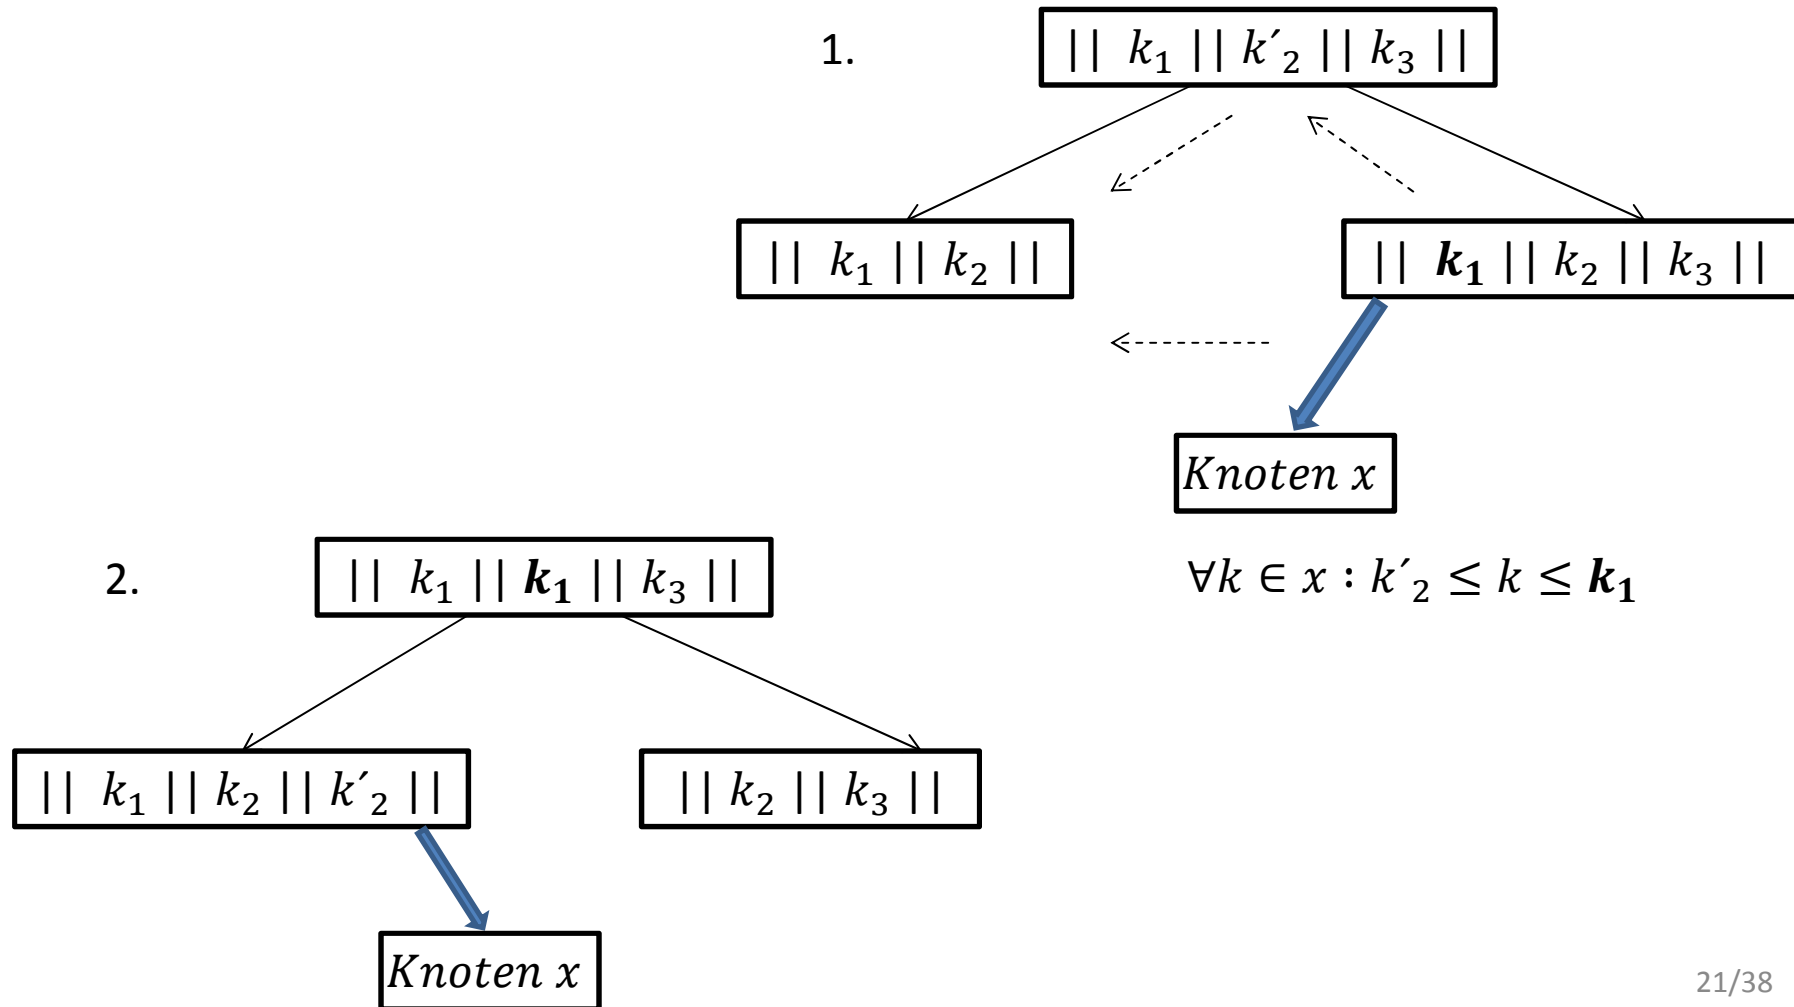 1.
|| k₁ || k´₂ || k₃ ||
|| k₁ || k₂ ||
|| k₁ || k₂ || k₃ ||
Knoten x
∀k ∈ x : k´₂ ≤ k ≤ k₁
2.
|| k₁ || k₁ || k₃ ||
|| k₁ || k₂ || k´₂ ||
|| k₂ || k₃ ||
Knoten x
21/38